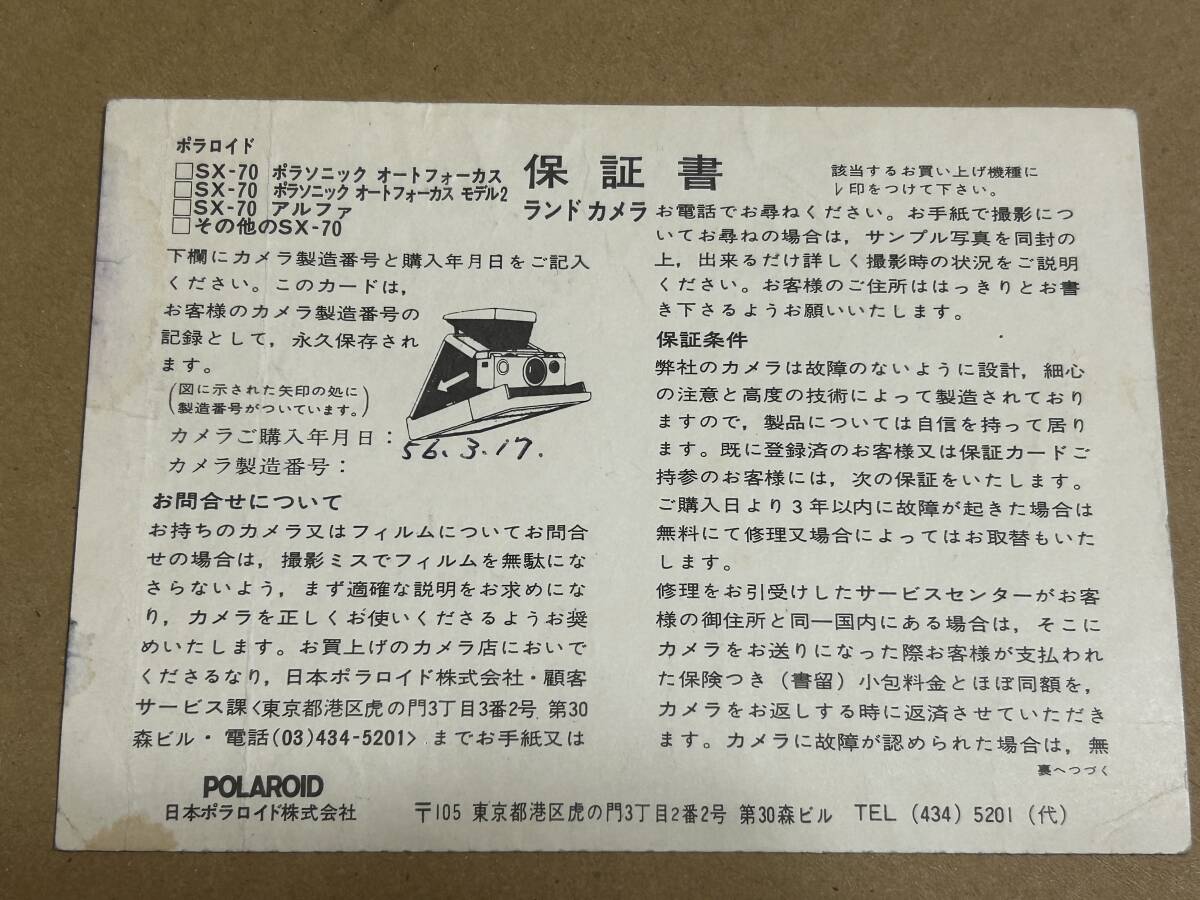 ポラロイド
□SX-70 ポラソニック オートフォーカス
□SX-70 ポラソニック オートフォーカス モデル2
□SX-70 アルファ
□その他のSX-70
保証書
ランドカメラ
該当するお買い上げ機種に
レ印をつけて下さい。
下欄にカメラ製造番号と購入年月日をご記入
ください。このカードは,
お客様のカメラ製造番号の
記録として, 永久保存され
ます。
(図に示された矢印の処に
製造番号がついています。)
カメラご購入年月日: 56.3.17.
カメラ製造番号:
お問合せについて
お持ちのカメラ又はフィルムについてお問合
せの場合は, 撮影ミスでフィルムを無駄にな
さらないよう, まず適確な説明をお求めにな
り, カメラを正しくお使いくださるようお奨
めいたします。お買上げのカメラ店においで
くださるなり, 日本ポラロイド株式会社・顧客
サービス課<東京都港区虎の門3丁目3番2号 第30
森ビル・電話(03)434-5201> までお手紙又は
お電話でお尋ねください。お手紙で撮影につ
いてお尋ねの場合は, サンプル写真を同封の
上, 出来るだけ詳しく撮影時の状況をご説明
ください。お客様のご住所ははっきりとお書
き下さるようお願いいたします。
保証条件
弊社のカメラは故障のないように設計, 細心
の注意と高度の技術によって製造されており
ますので, 製品については自信を持って居り
ます。既に登録済のお客様又は保証カードご
持参のお客様には, 次の保証をいたします。
ご購入日より3年以内に故障が起きた場合は
無料にて修理又場合によってはお取替もいた
します。
修理をお引受けしたサービスセンターがお客
様の御住所と同一国内にある場合は, そこに
カメラをお送りになった際お客様が支払われ
た保険つき (書留) 小包料金とほぼ同額を,
カメラをお返しする時に返済させていただき
ます。カメラに故障が認められた場合は, 無
裏へつづく
POLAROID
日本ポラロイド株式会社
〒105 東京都港区虎の門3丁目2番2号 第30森ビル TEL (434) 5201 (代)